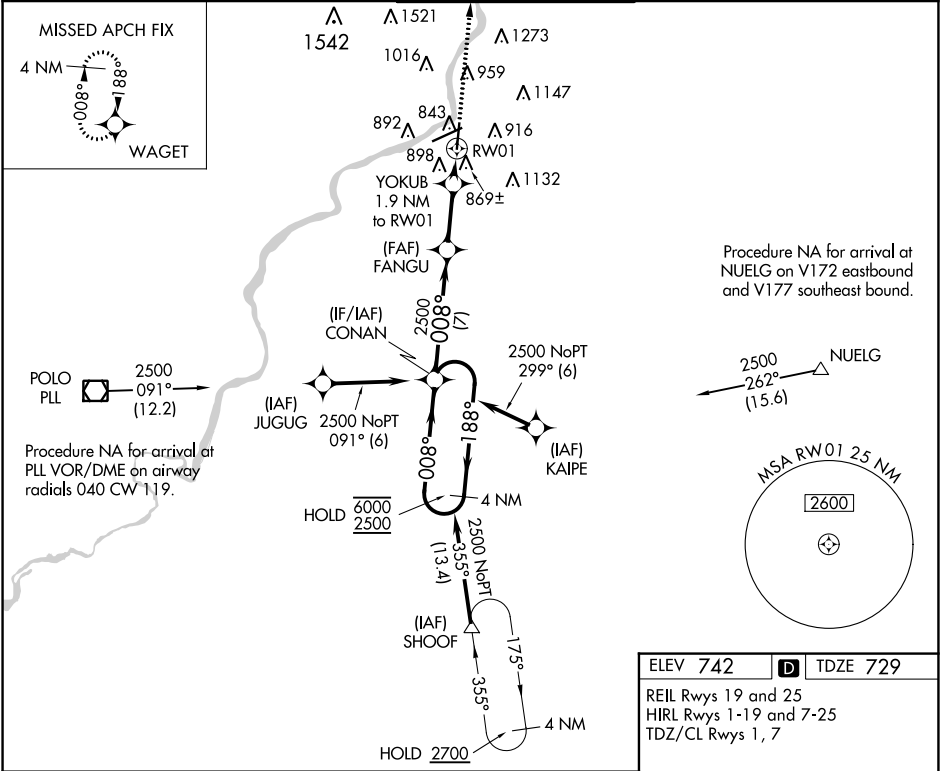 MISSED APCH FIX
4 NM
008°
188°
WAGET
1542
1521
1273
1016
959
1147
892
843
916
RW01
898
869±
1132
YOKUB
1.9 NM
to RW01
(FAF)
FANGU
2500
008°
(7)
(IF/IAF)
CONAN
Procedure NA for arrival at
NUELG on V172 eastbound
and V177 southeast bound.
POLO
PLL
2500
091°
(12.2)
Procedure NA for arrival at
PLL VOR/DME on airway
radials 040 CW 119.
(IAF)
JUGUG
2500 NoPT
091° (6)
2500 NoPT
299° (6)
(IAF)
KAIPE
2500
262°
(15.6)
NUELG
008°
188°
HOLD 6000
2500
4 NM
2500 NoPT
355°
(13.4)
(IAF)
SHOOF
175°
355°
4 NM
HOLD 2700
MSA RW01 25 NM
2600
ELEV 742 D TDZE 729
REIL Rwys 19 and 25
HIRL Rwys 1-19 and 7-25
TDZ/CL Rwys 1, 7